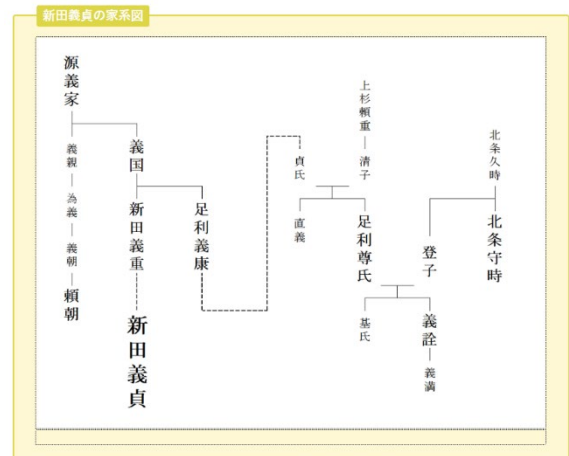 新田義貞の家系図
源義家
義親
為義
義朝
頼朝
義国
新田義重
新田義貞
足利義康
貞氏
上杉頼重
清子
直義
足利尊氏
北条久時
登子
北条守時
基氏
義詮
義満